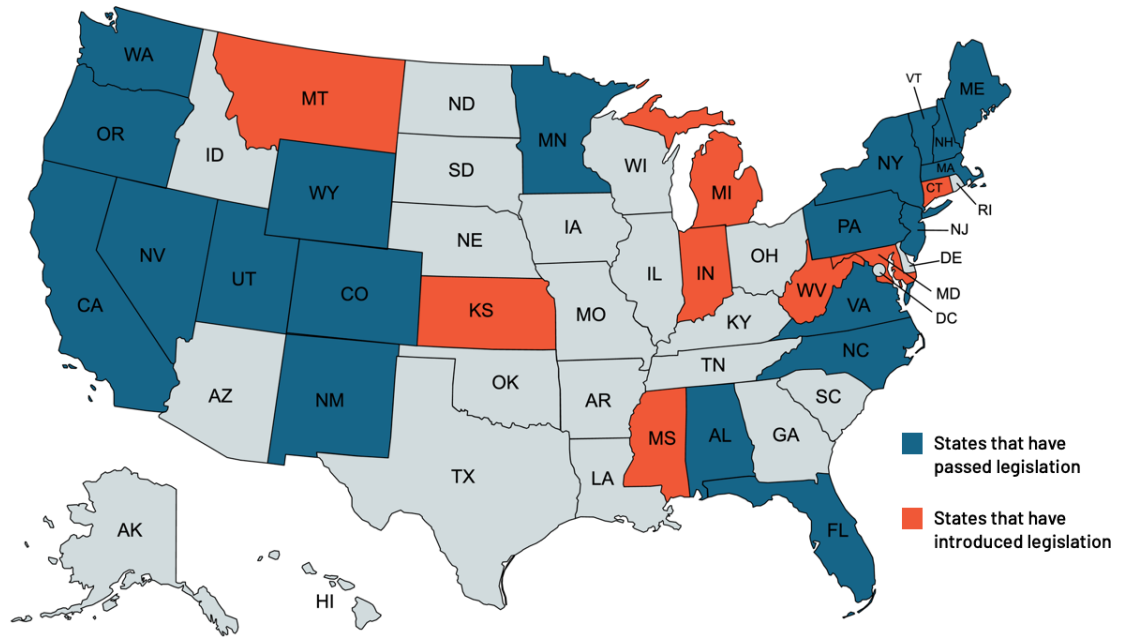 WA
MT
ND
MN
VT
ME
OR
ID
SD
WI
MI
NY
NH
MA
CT
RI
WY
NE
IA
PA
NJ
NV
UT
CO
IL
IN
OH
DE
MD
DC
CA
KS
MO
WV
VA
KY
NC
AZ
NM
OK
AR
TN
SC
MS
AL
GA
TX
LA
States that have
passed legislation
AK
FL
States that have
introduced legislation
HI